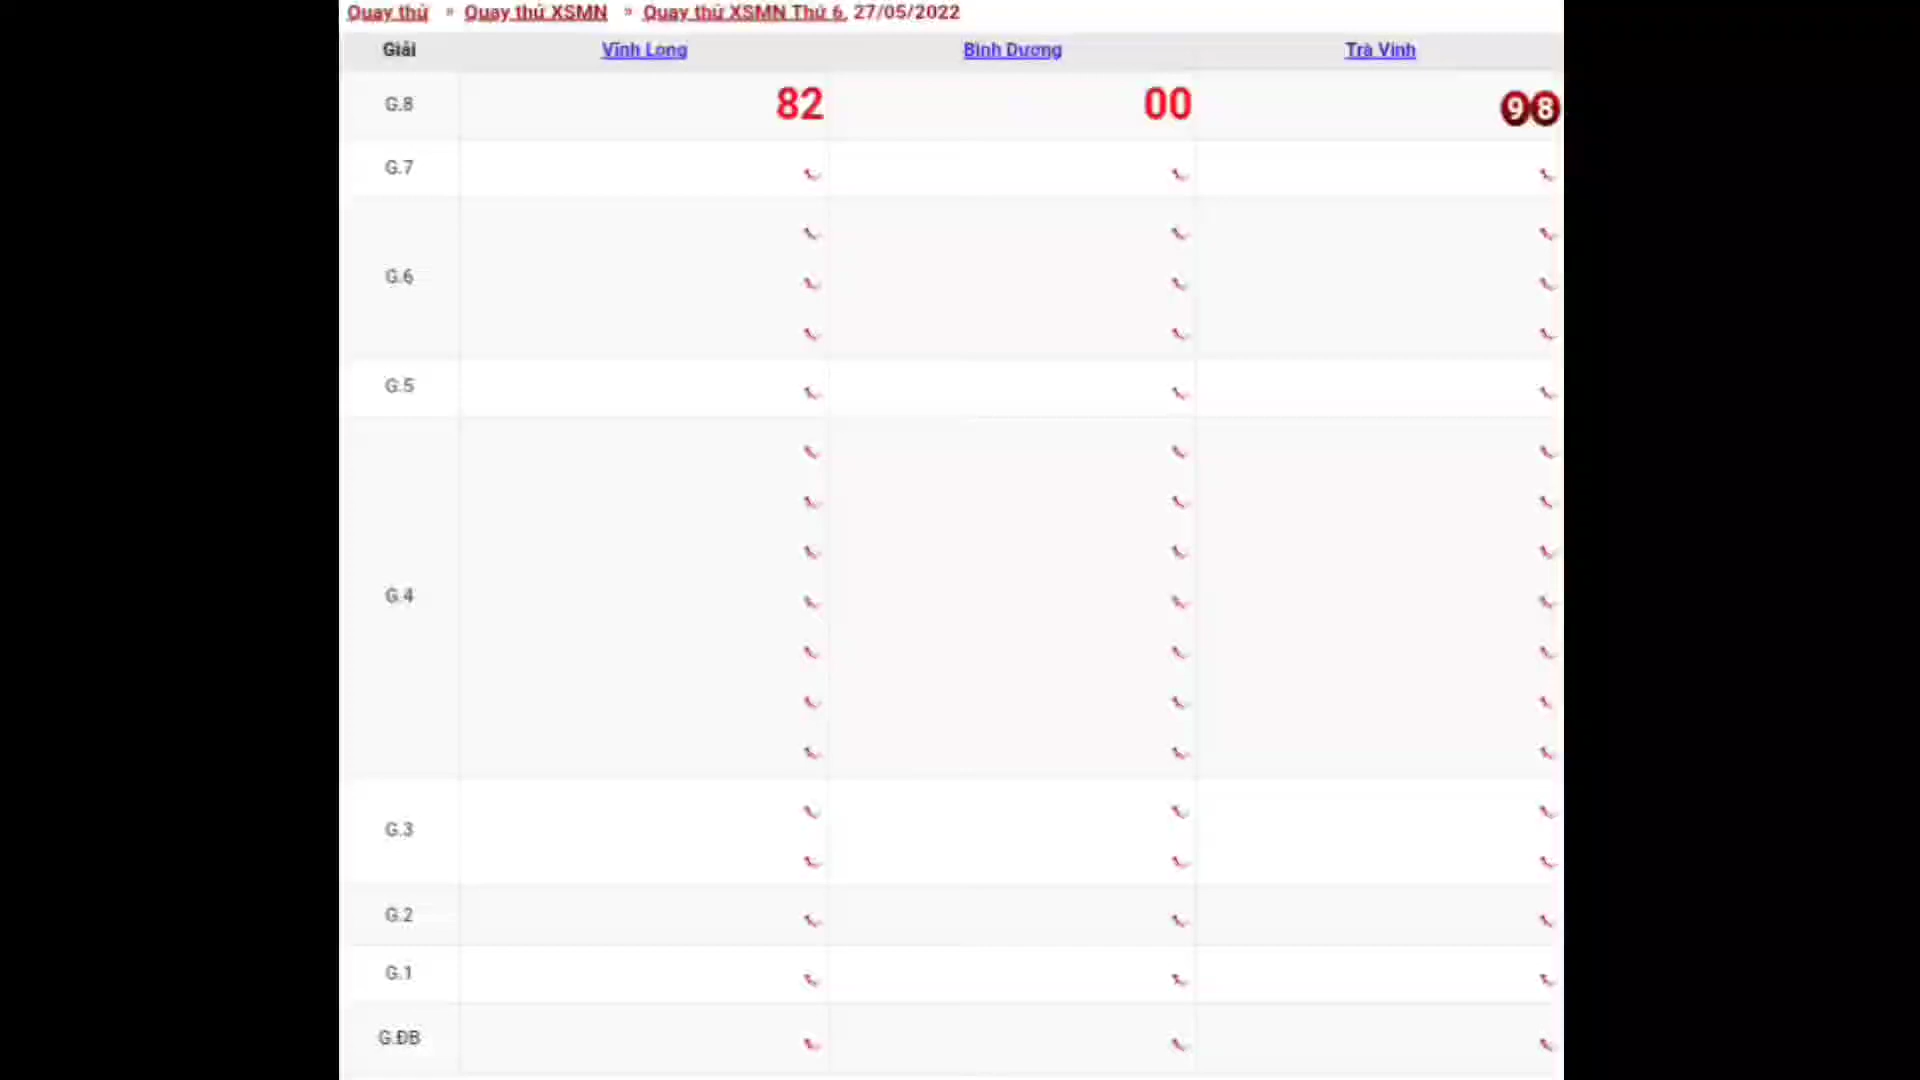 Quay thử » Quay thử XSMN » Quay thử XSMN Thứ 6, 27/05/2022
Giải Vĩnh Long Bình Dương Trà Vinh
G.8 82 00 98
G.7
G.6
G.5
G.4
G.3
G.2
G.1
G.ĐB